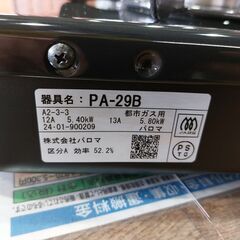 器具名: PA-29B
A2-3-3 都市ガス用
12A 5.40kW 13A 5.80kW
24·01-900209 パロマ
株式会社パロマ
区分A 効率 52.2%
PS
TG